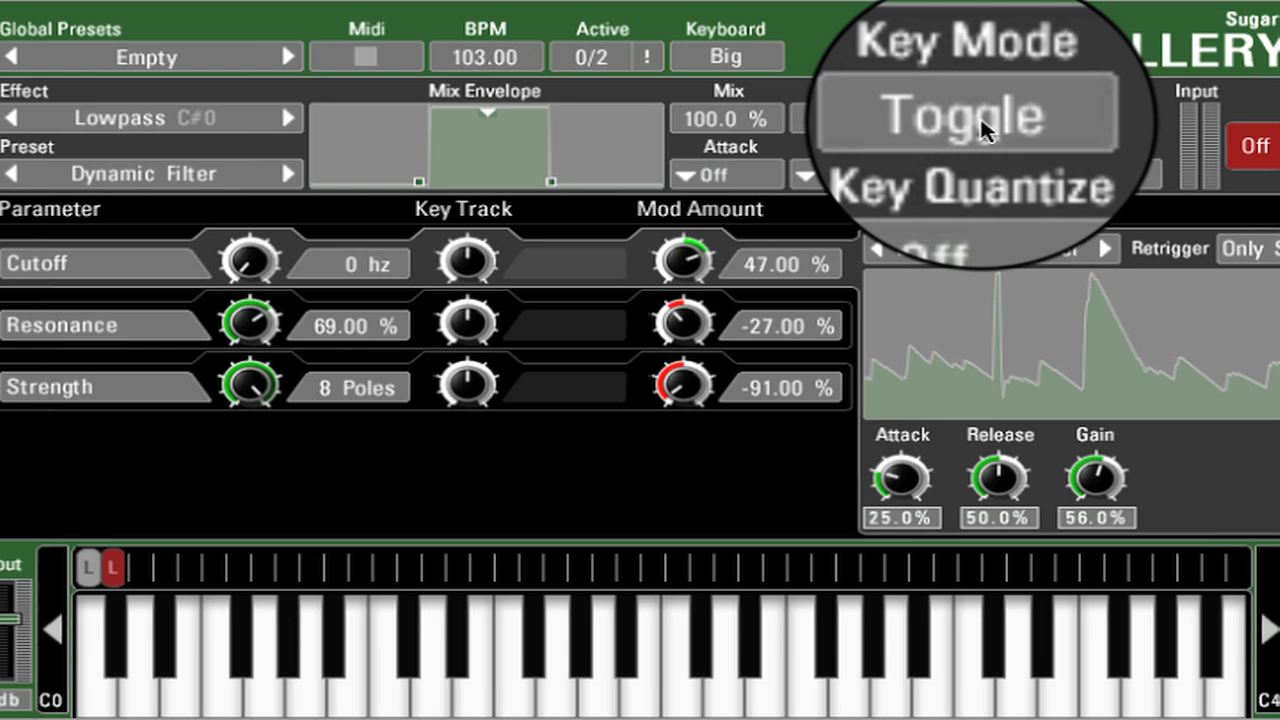 Global Presets Midi BPM Active Keyboard Key Mode Sugar
Empty 103.00 0/2 ! Big Toggle LLERY
Effect Mix Envelope Mix Key Quantize Input
Lowpass C#0 100.0 % Off
Preset Attack
Dynamic Filter Off
Parameter Key Track Mod Amount
Off Retrigger Only S
Cutoff 0 hz 47.00 %
Resonance 69.00 % -27.00 %
Strength 8 Poles -91.00 %
Attack Release Gain
25.0% 50.0% 56.0%
out L L
db C0 C4